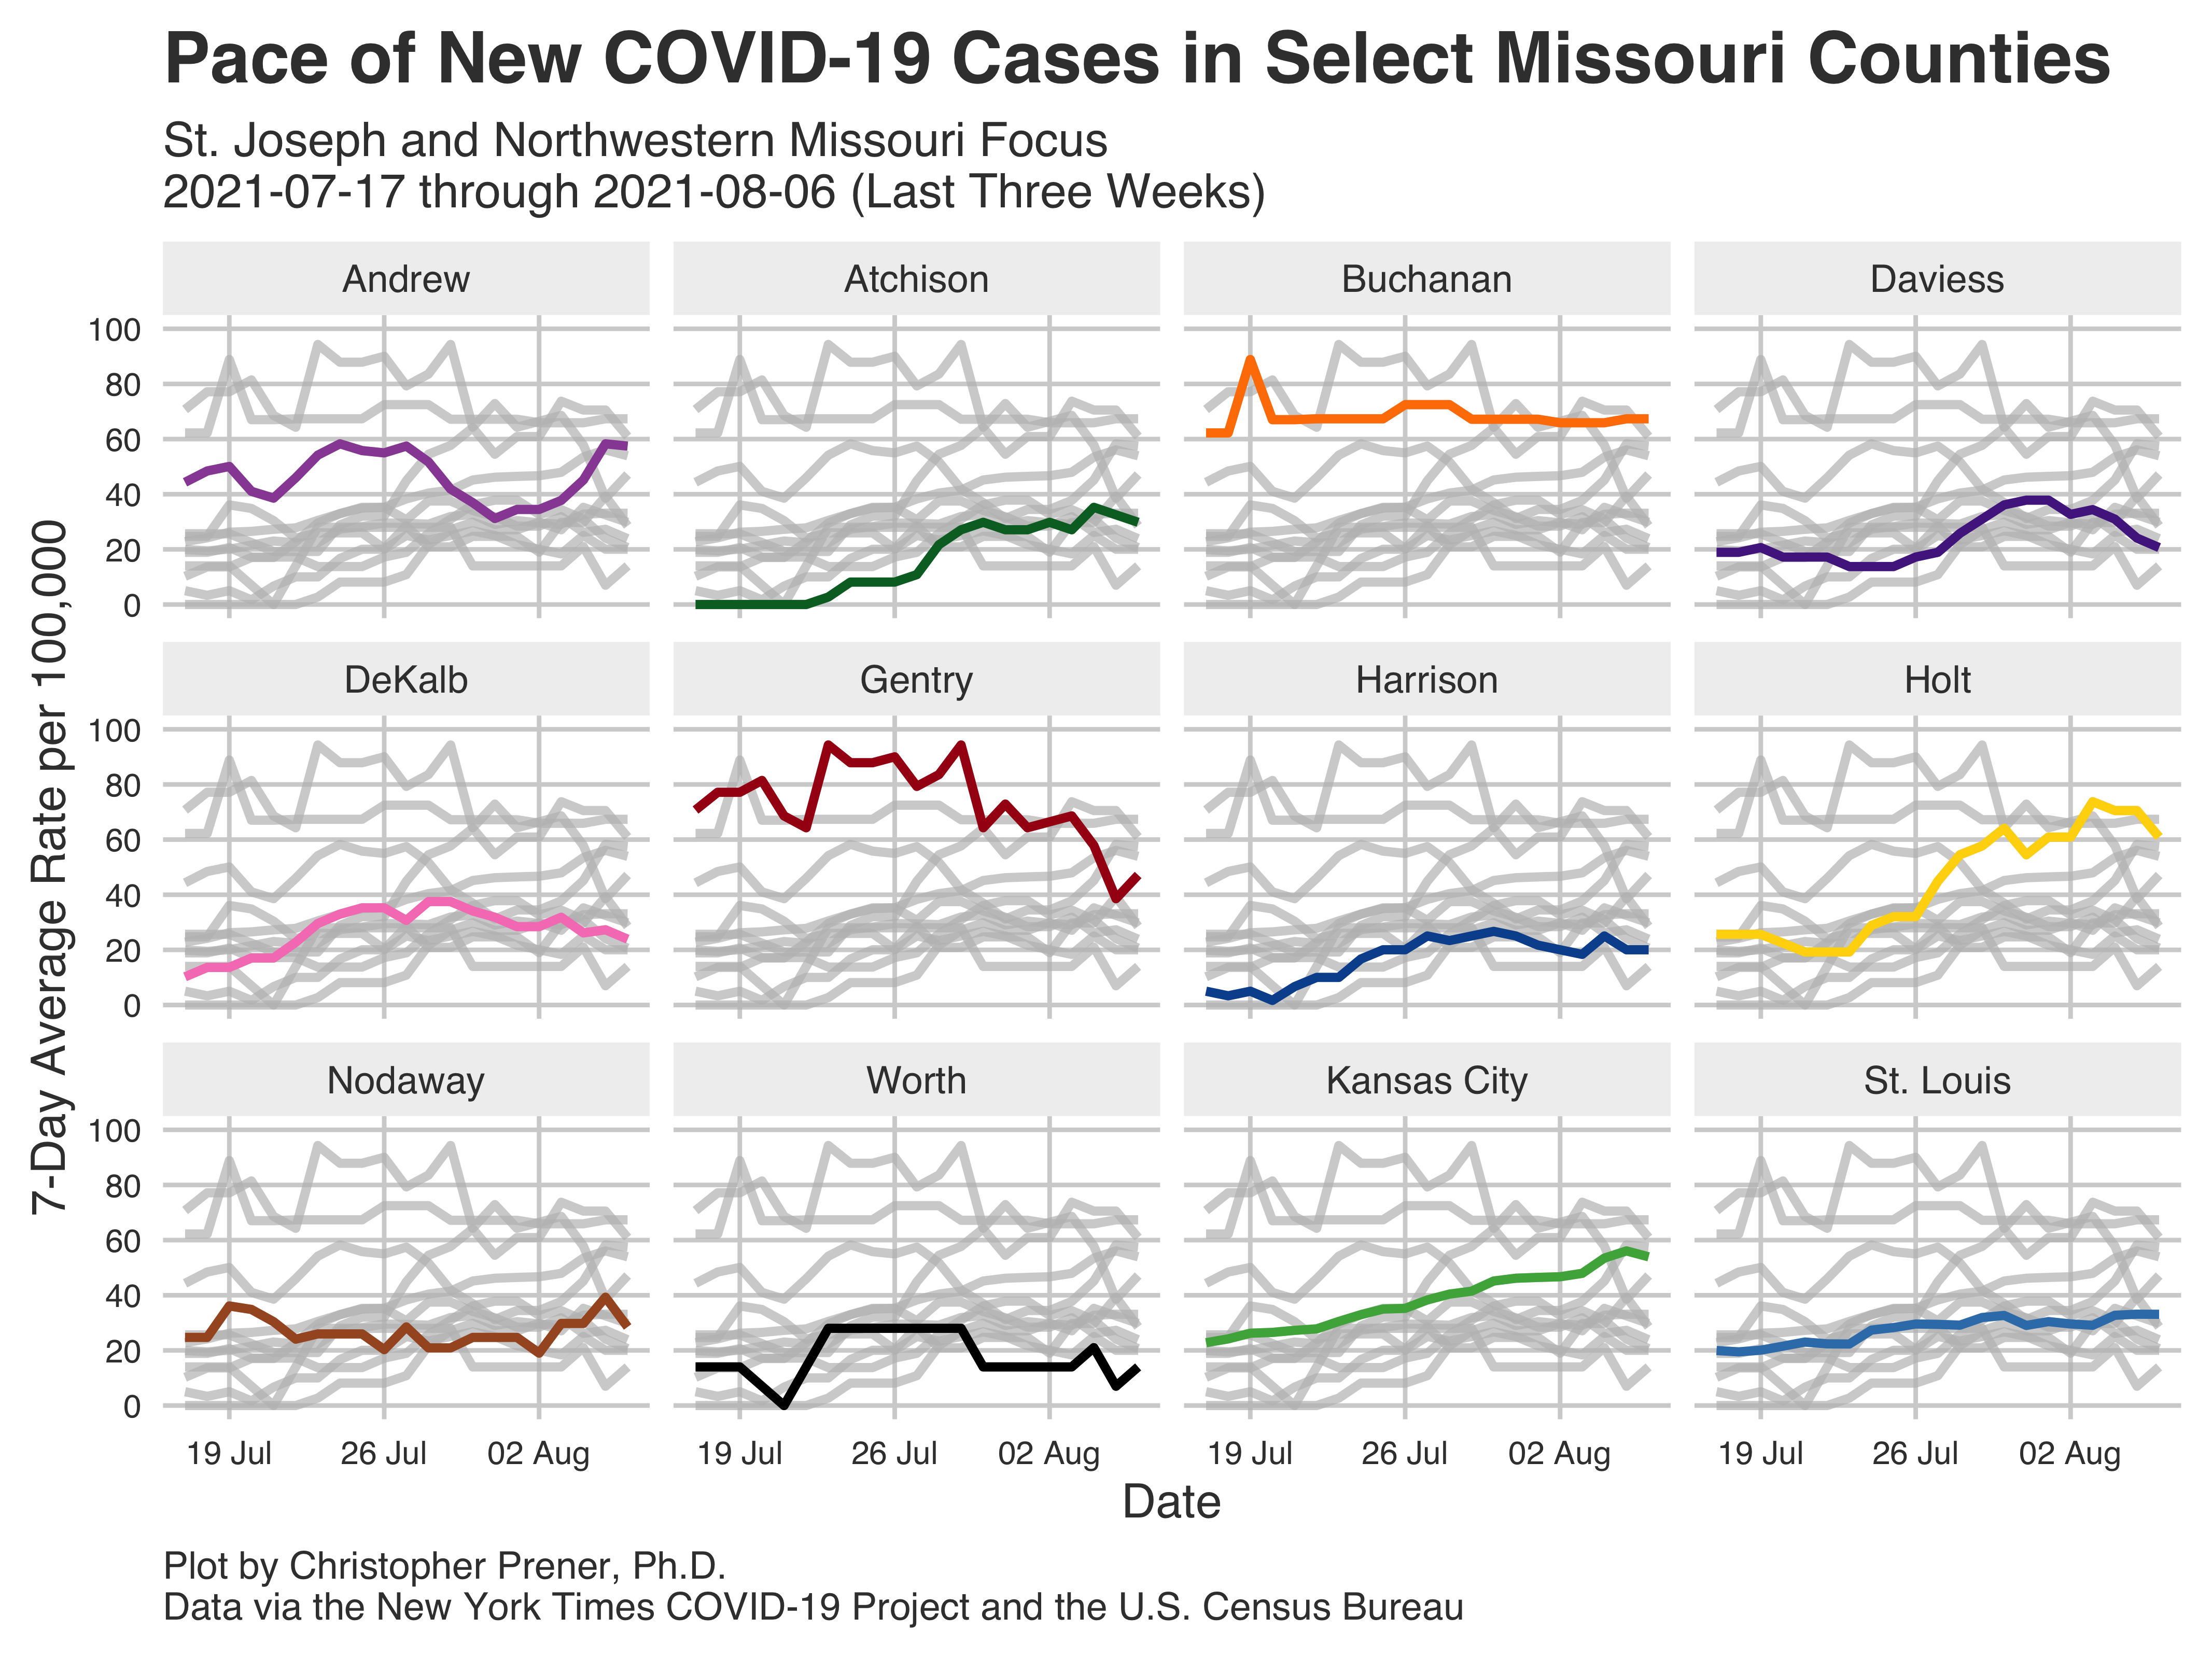 Pace of New COVID-19 Cases in Select Missouri Counties
St. Joseph and Northwestern Missouri Focus
2021-07-17 through 2021-08-06 (Last Three Weeks)
7-Day Average Rate per 100,000
Andrew
Atchison
Buchanan
Daviess
100
80
60
40
20
0
DeKalb
Gentry
Harrison
Holt
100
80
60
40
20
0
Nodaway
Worth
Kansas City
St. Louis
100
80
60
40
20
0
19 Jul 26 Jul 02 Aug
19 Jul 26 Jul 02 Aug
19 Jul 26 Jul 02 Aug
19 Jul 26 Jul 02 Aug
Date
Plot by Christopher Prener, Ph.D.
Data via the New York Times COVID-19 Project and the U.S. Census Bureau